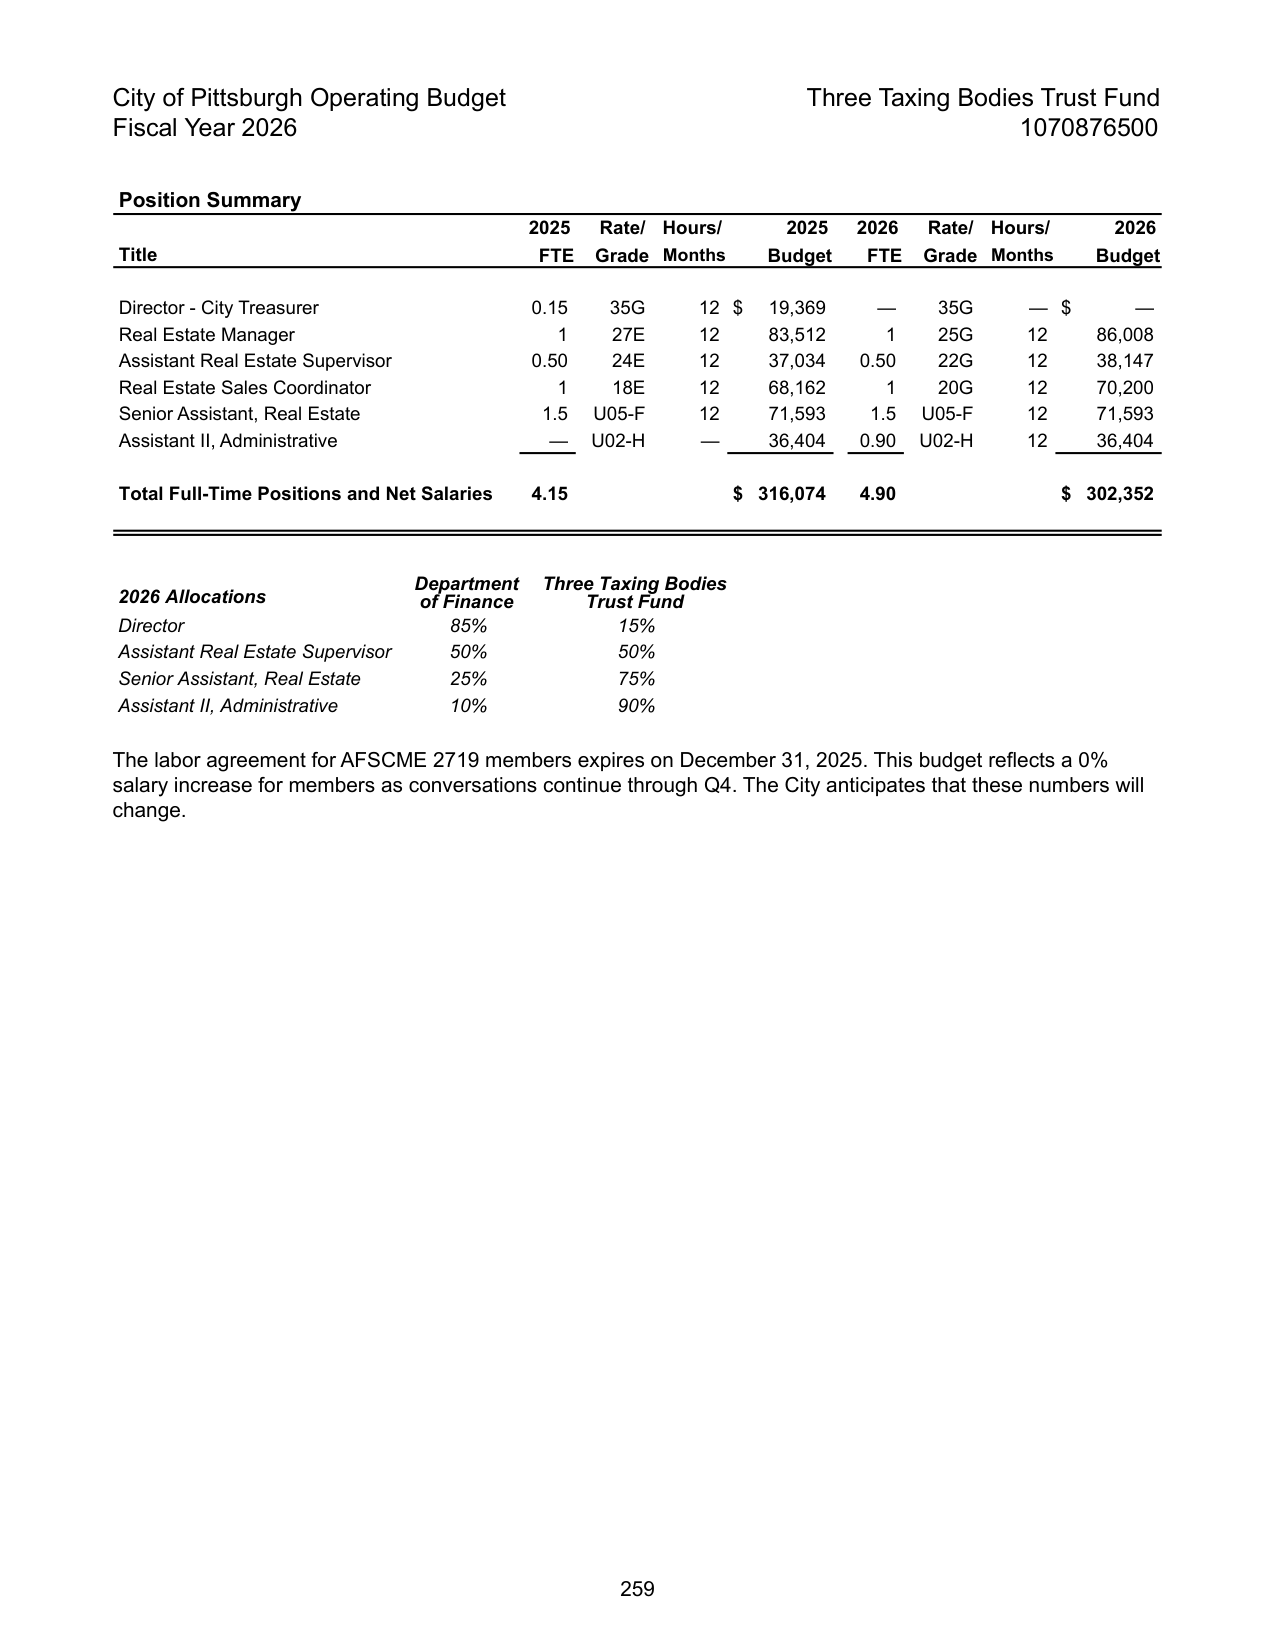 City of Pittsburgh Operating Budget Three Taxing Bodies Trust Fund
Fiscal Year 2026 1070876500
Position Summary
2025 Rate/ Hours/ 2025 2026 Rate/ Hours/ 2026
Title FTE Grade Months Budget FTE Grade Months Budget
Director - City Treasurer 0.15 35G 12 $ 19,369 — 35G — $ —
Real Estate Manager 1 27E 12 83,512 1 25G 12 86,008
Assistant Real Estate Supervisor 0.50 24E 12 37,034 0.50 22G 12 38,147
Real Estate Sales Coordinator 1 18E 12 68,162 1 20G 12 70,200
Senior Assistant, Real Estate 1.5 U05-F 12 71,593 1.5 U05-F 12 71,593
Assistant II, Administrative — U02-H — 36,404 0.90 U02-H 12 36,404
Total Full-Time Positions and Net Salaries 4.15 $ 316,074 4.90 $ 302,352
Department Three Taxing Bodies
2026 Allocations of Finance Trust Fund
Director 85% 15%
Assistant Real Estate Supervisor 50% 50%
Senior Assistant, Real Estate 25% 75%
Assistant II, Administrative 10% 90%
The labor agreement for AFSCME 2719 members expires on December 31, 2025. This budget reflects a 0%
salary increase for members as conversations continue through Q4. The City anticipates that these numbers will
change.
259